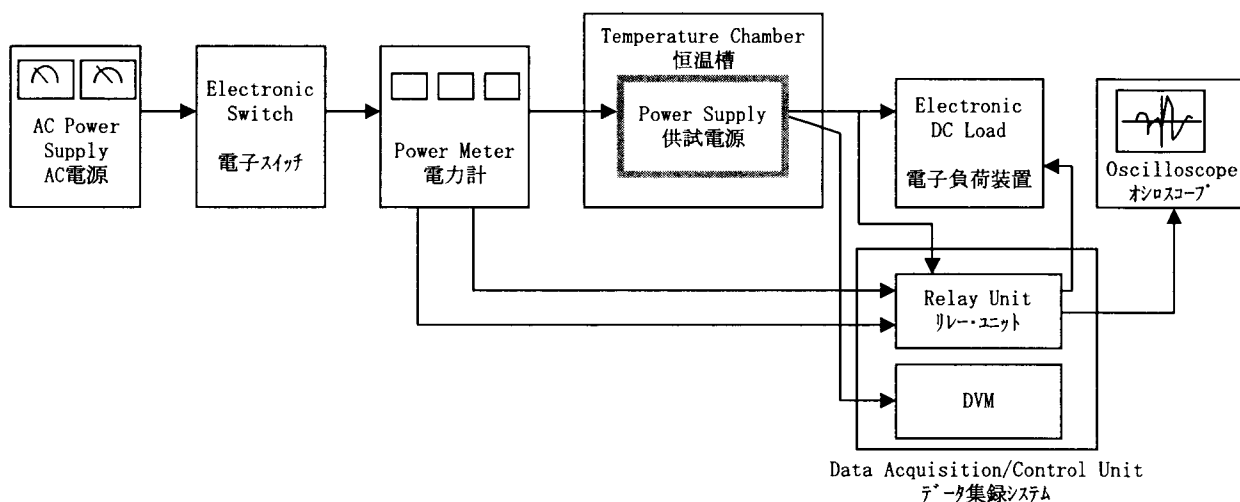 AC Power
Supply
AC電源
Electronic
Switch
電子ｽｲｯﾁ
Power Meter
電力計
Temperature Chamber
恒温槽
Power Supply
供試電源
Electronic
DC Load
電子負荷装置
Oscilloscope
ｵｼﾛｽｺｰﾌﾟ
Relay Unit
ﾘﾚｰ･ﾕﾆｯﾄ
DVM
Data Acquisition/Control Unit
ﾃﾞｰﾀ集録ｼｽﾃﾑ